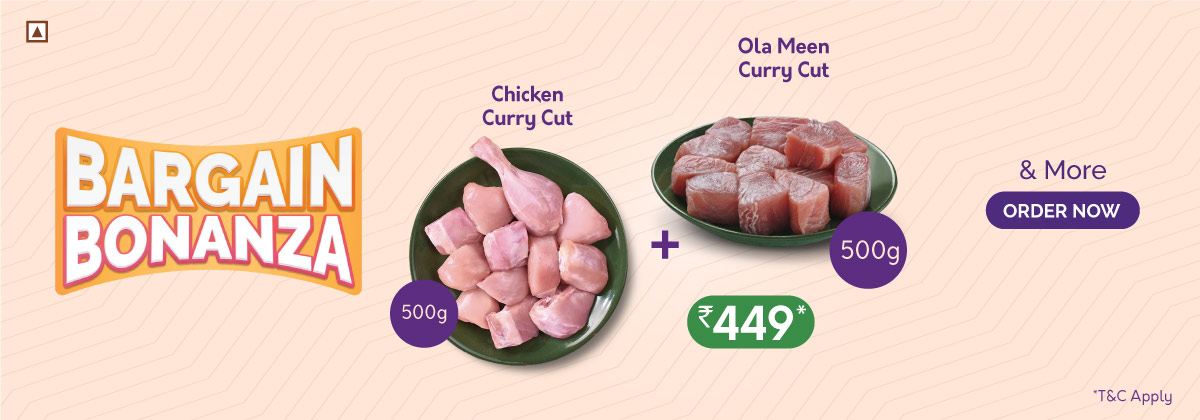 BARGAIN
BONANZA
Chicken
Curry Cut
500g
+
Ola Meen
Curry Cut
500g
₹449*
& More
ORDER NOW
*T&C Apply